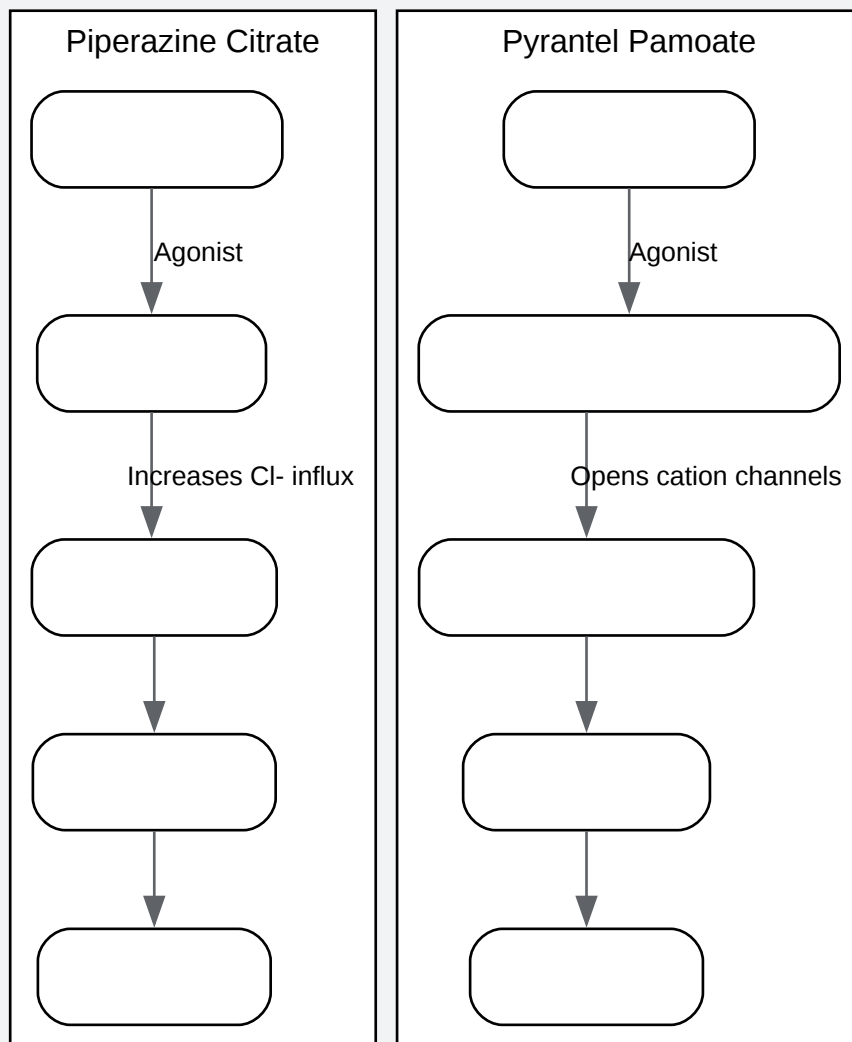 Piperazine Citrate
Agonist
Increases Cl- influx
Pyrantel Pamoate
Agonist
Opens cation channels